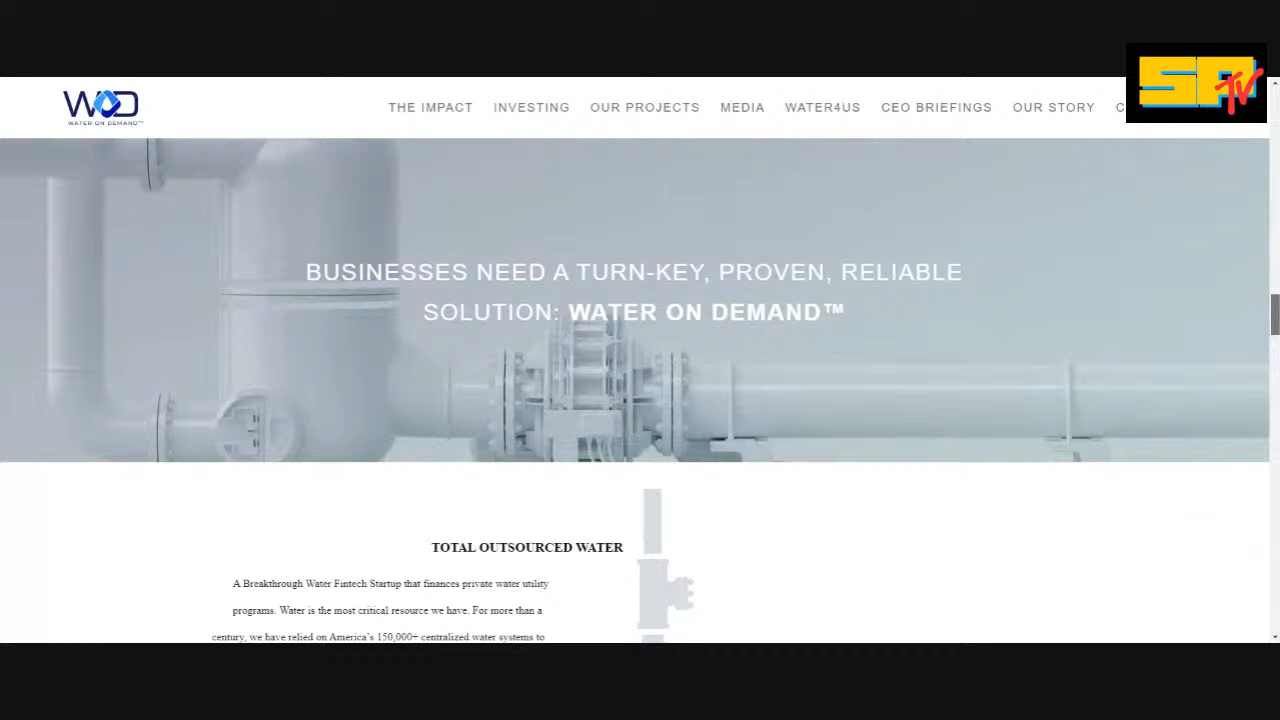 WOD
WATER ON DEMAND™
THE IMPACT INVESTING OUR PROJECTS MEDIA WATER4US CEO BRIEFINGS OUR STORY C
SPTV
BUSINESSES NEED A TURN-KEY, PROVEN, RELIABLE
SOLUTION: WATER ON DEMAND™
TOTAL OUTSOURCED WATER
A Breakthrough Water Fintech Startup that finances private water utility
programs. Water is the most critical resource we have. For more than a
century, we have relied on America's 150,000+ centralized water systems to